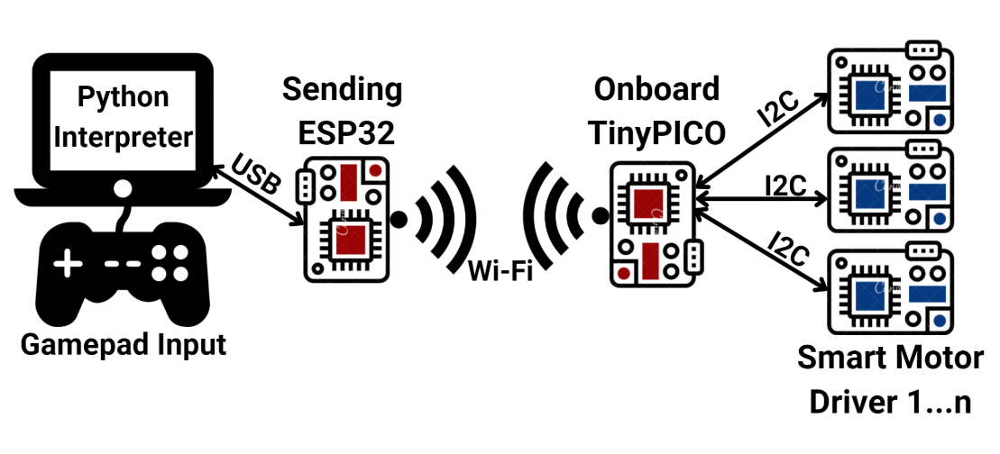 Python
Interpreter
USB
Gamepad Input
Sending
ESP32
Wi-Fi
Onboard
TinyPICO
I2C
I2C
I2C
Smart Motor
Driver 1...n